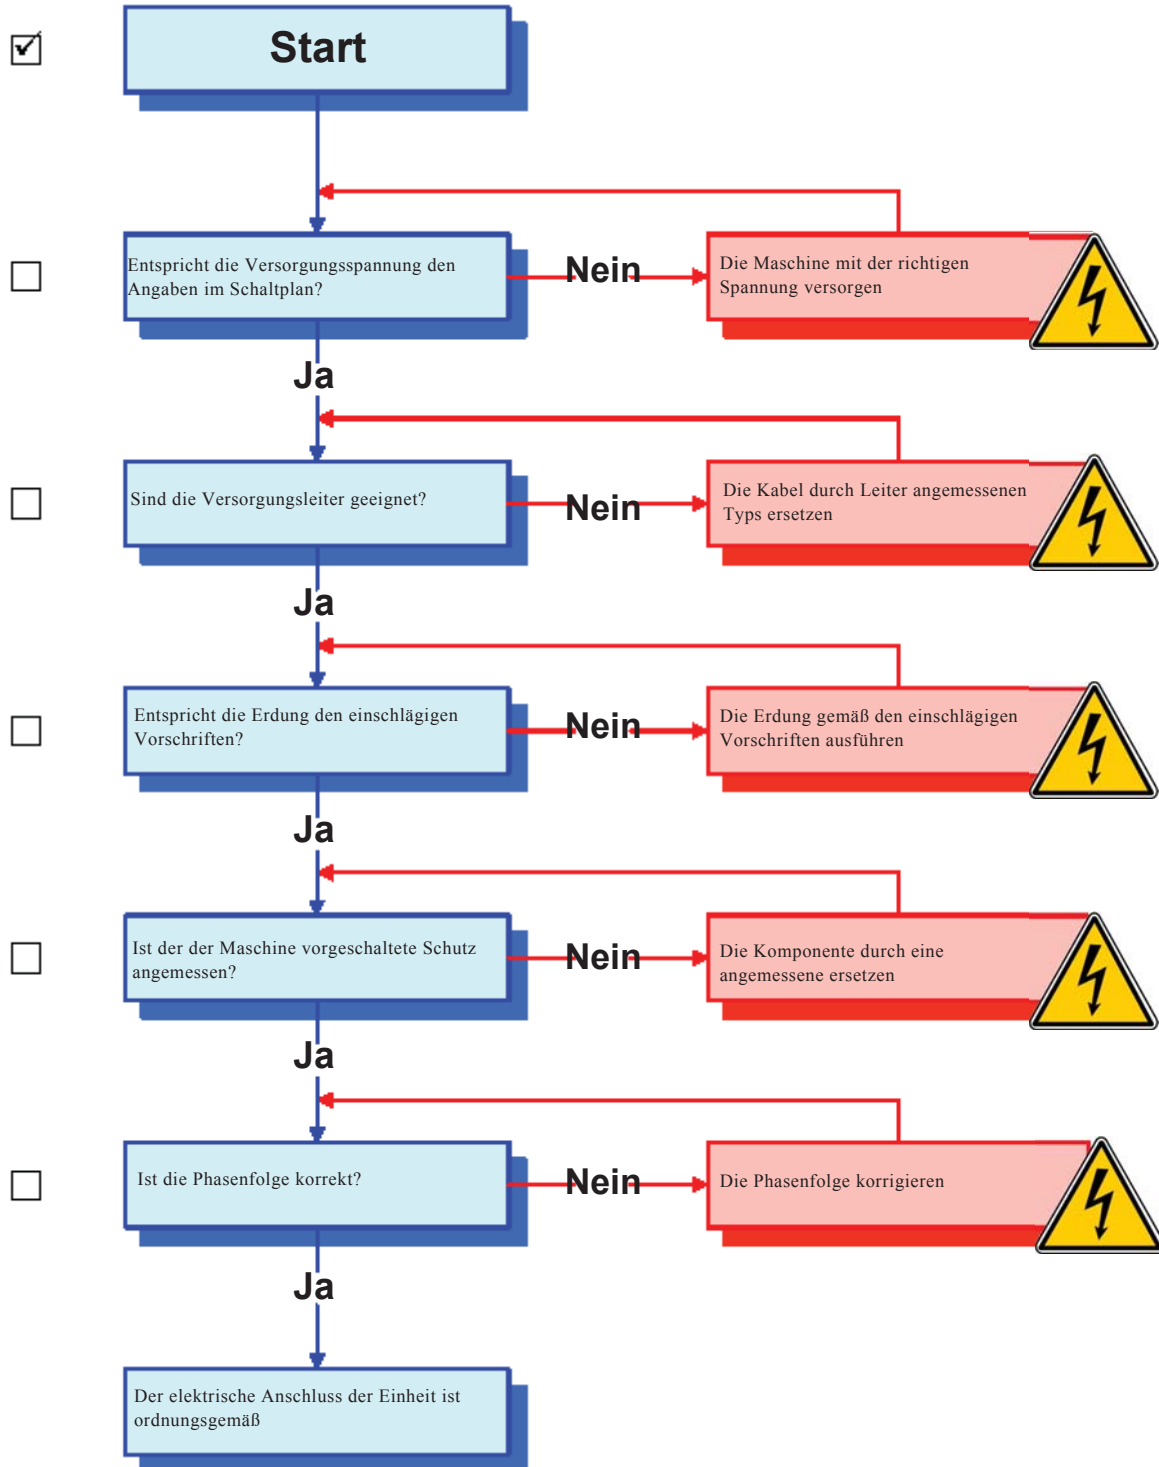 Start
Entspricht die Versorgungsspannung den
Angaben im Schaltplan?
Nein
Die Maschine mit der richtigen
Spannung versorgen
Ja
Sind die Versorgungsleiter geeignet?
Nein
Die Kabel durch Leiter angemessenen
Typs ersetzen
Ja
Entspricht die Erdung den einschlägigen
Vorschriften?
Nein
Die Erdung gemäß den einschlägigen
Vorschriften ausführen
Ja
Ist der der Maschine vorgeschaltete Schutz
angemessen?
Nein
Die Komponente durch eine
angemessene ersetzen
Ja
Ist die Phasenfolge korrekt?
Nein
Die Phasenfolge korrigieren
Ja
Der elektrische Anschluss der Einheit ist
ordnungsgemäß